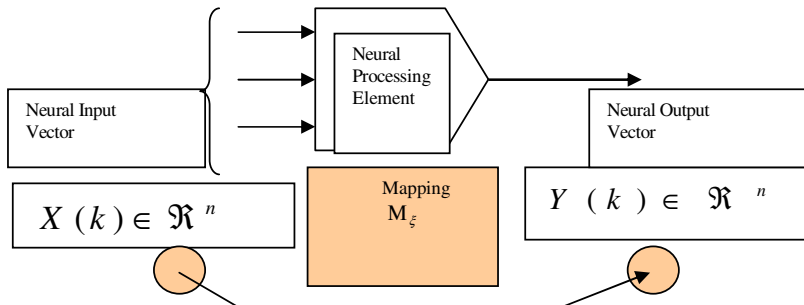 Neural Input
Vector
Neural
Processing
Element
Neural Output
Vector
X (k) ∈ ℜ^n
Mapping
M_ξ
Y (k) ∈ ℜ^n